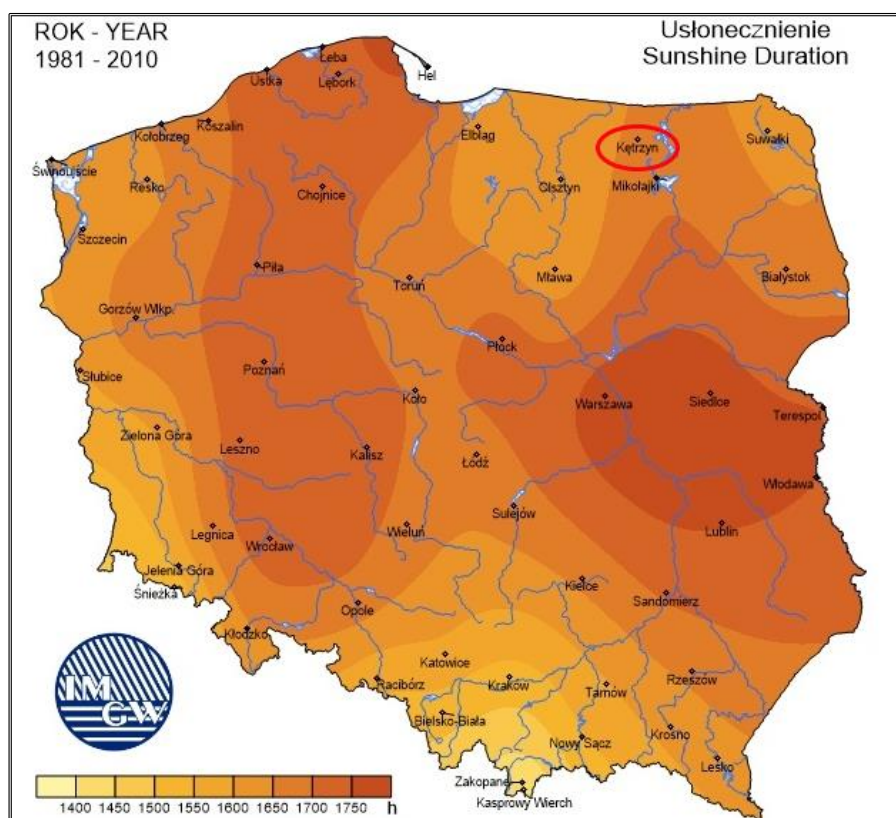 ROK - YEAR
1981 - 2010
Usłonecznienie
Sunshine Duration
Łeba
Hel
Ustka
Lębork
Koszalin
Kołobrzeg
Elbląg
Kętrzyn
Suwałki
Świnoujście
Resko
Chojnice
Olsztyn
Mikołajki
Szczecin
Piła
Toruń
Mława
Białystok
Gorzów Wlkp.
Płock
Słubice
Poznań
Koło
Warszawa
Siedlce
Terespol
Zielona Góra
Leszno
Kalisz
Łódź
Włodawa
Sulejów
Legnica
Wrocław
Wieluń
Lublin
Jelenia Góra
Śnieżka
Kielce
Sandomierz
Opole
Kłodzko
Katowice
Racibórz
Kraków
Tarnów
Rzeszów
Bielsko-Biała
Nowy Sącz
Krosno
Lesko
Zakopane
Kasprowy Wierch
IM
GW
1400 1450 1500 1550 1600 1650 1700 1750 h